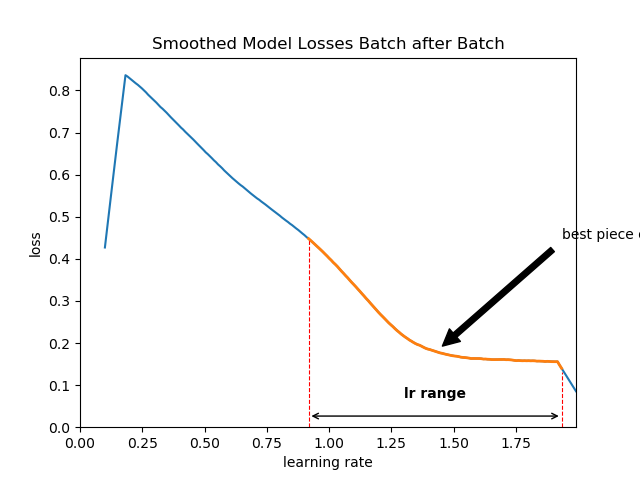 Smoothed Model Losses Batch after Batch
0.8
0.7
0.6
0.5
best piece
0.4
loss
0.3
0.2
0.1
lr range
0.0
0.00 0.25 0.50 0.75 1.00 1.25 1.50 1.75
learning rate